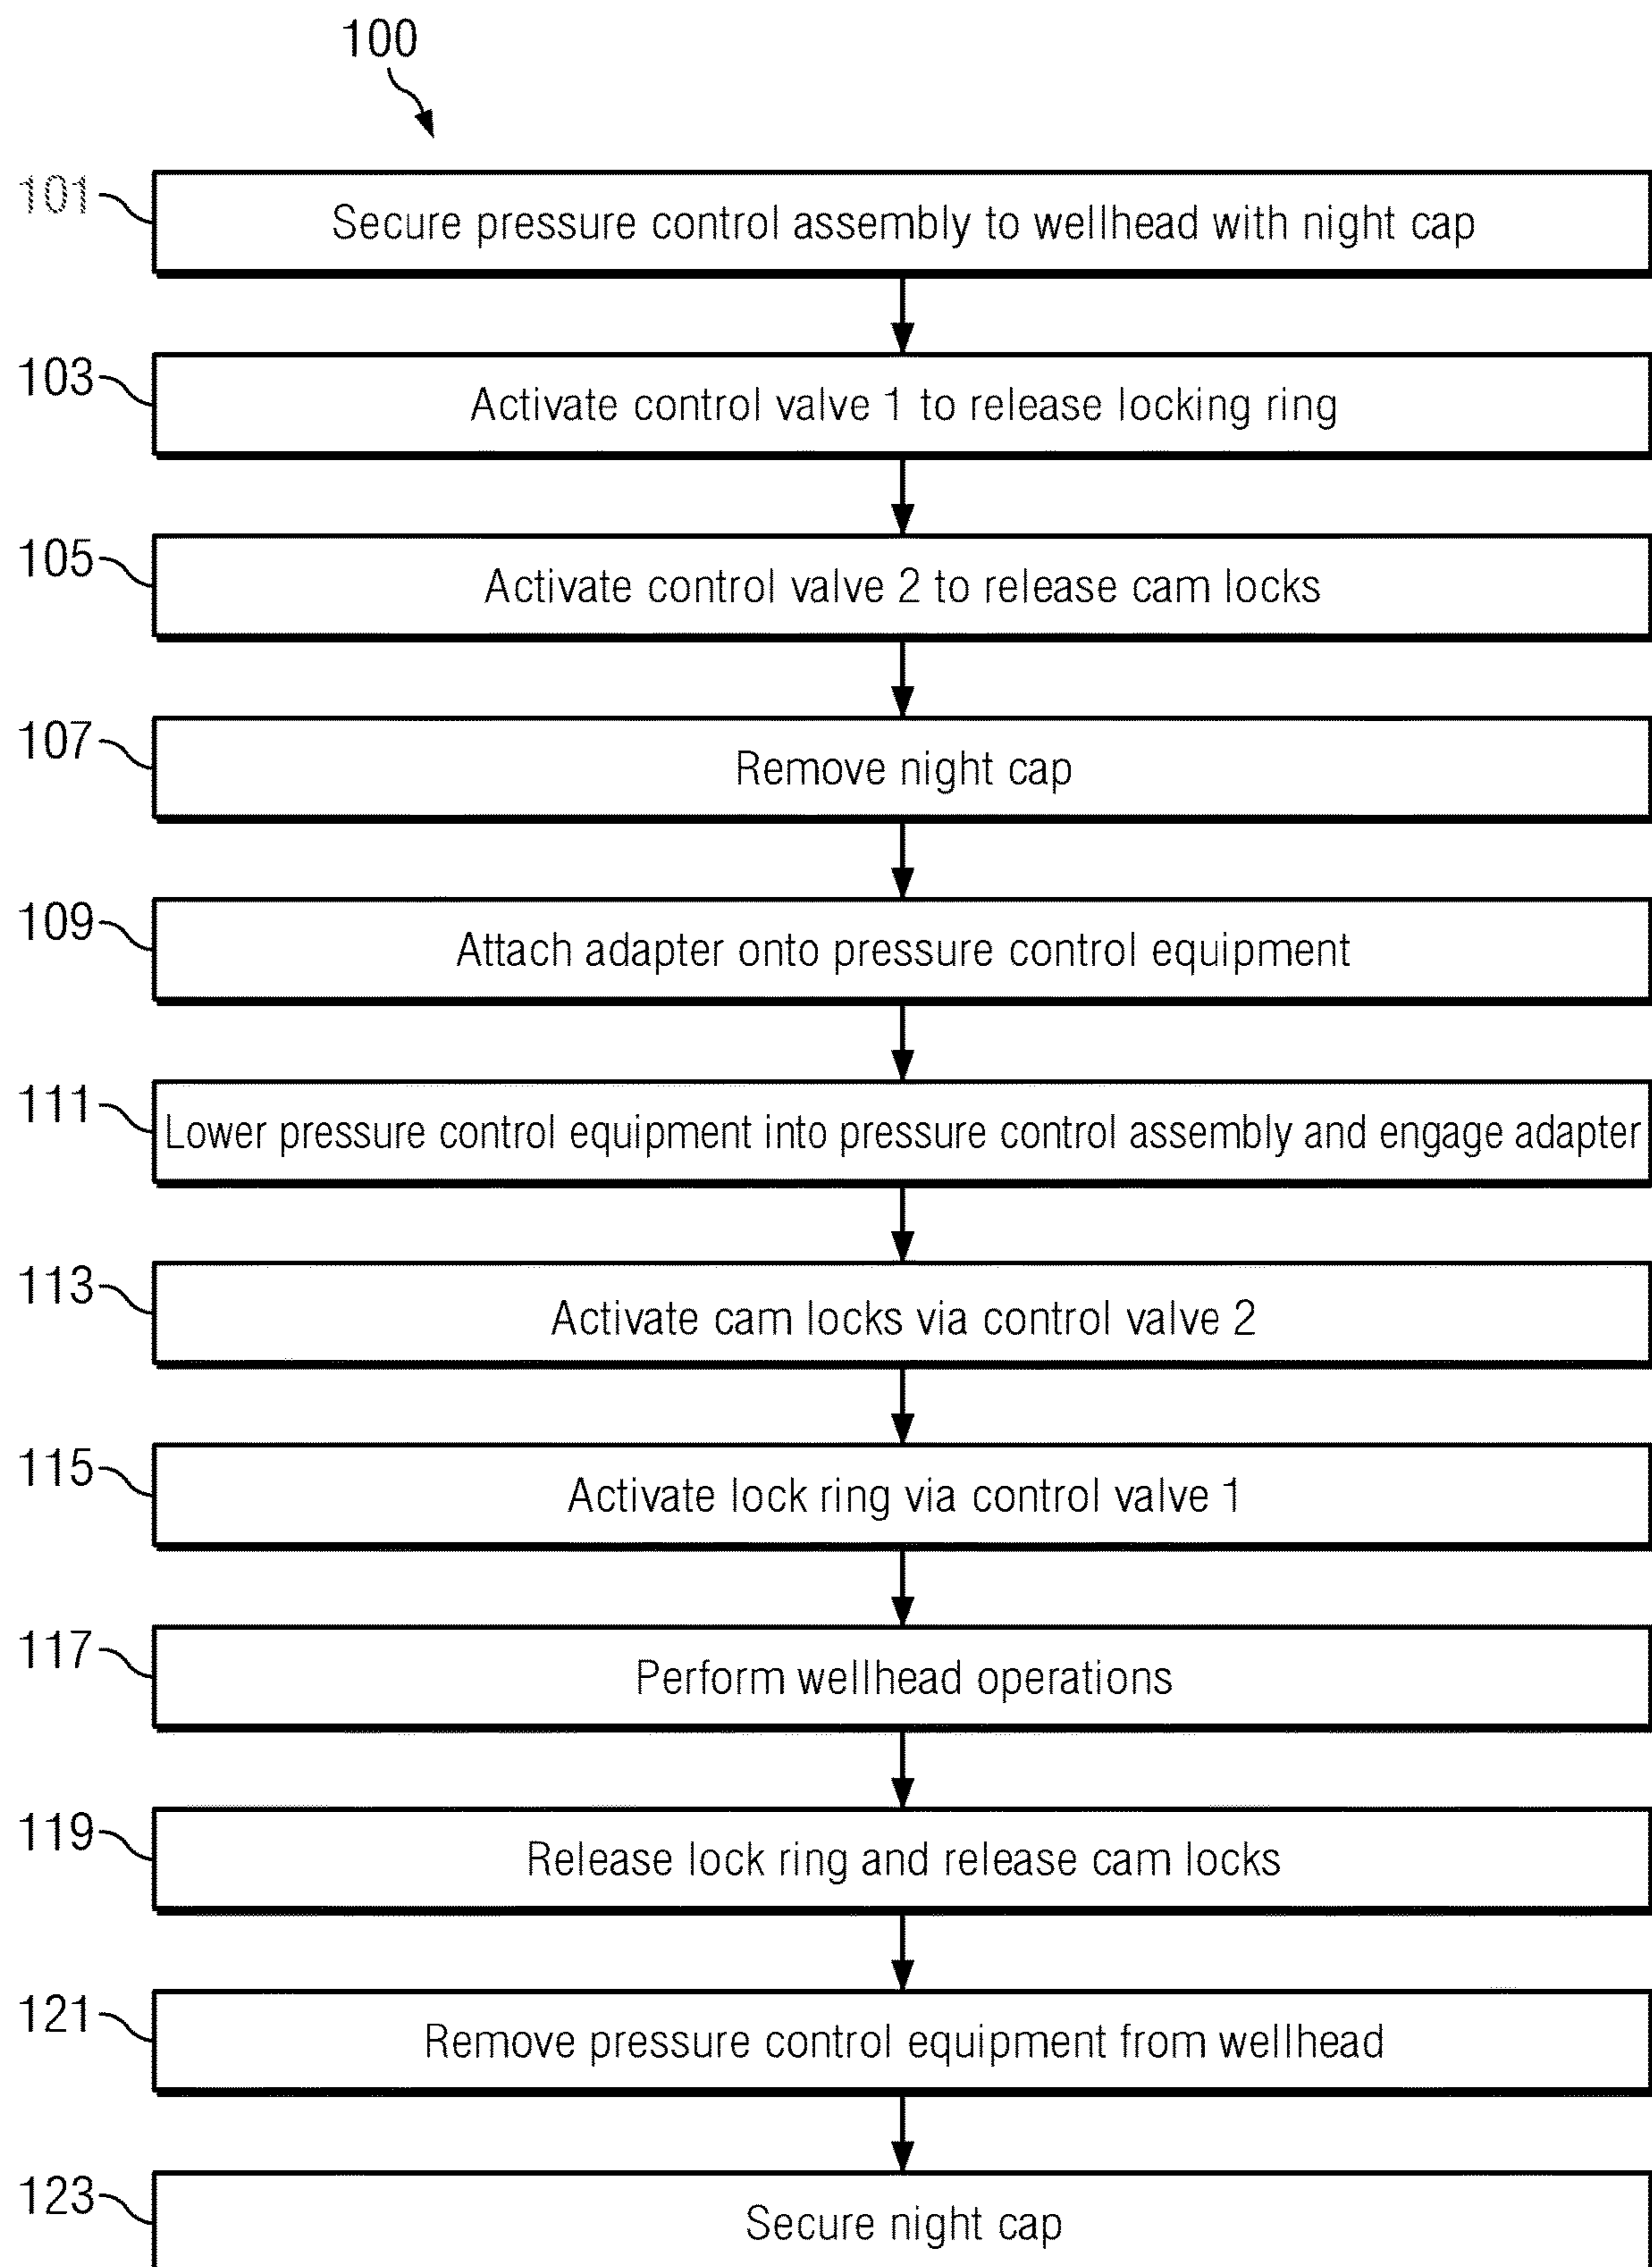 100
101 Secure pressure control assembly to wellhead with night cap
103 Activate control valve 1 to release locking ring
105 Activate control valve 2 to release cam locks
107 Remove night cap
109 Attach adapter onto pressure control equipment
111 Lower pressure control equipment into pressure control assembly and engage adapter
113 Activate cam locks via control valve 2
115 Activate lock ring via control valve 1
117 Perform wellhead operations
119 Release lock ring and release cam locks
121 Remove pressure control equipment from wellhead
123 Secure night cap